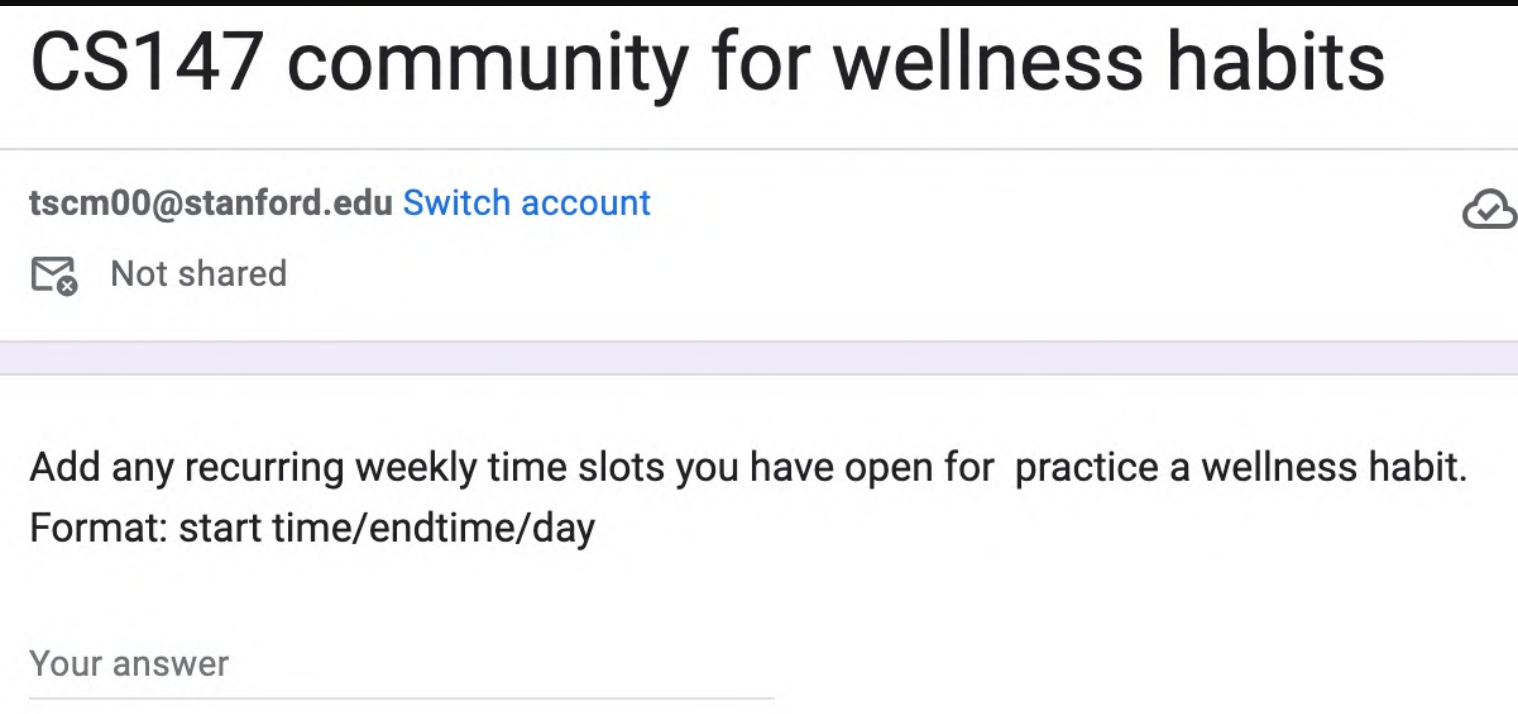 CS147 community for wellness habits
tscm00@stanford.edu Switch account
Not shared
Add any recurring weekly time slots you have open for  practice a wellness habit.
Format: start time/endtime/day
Your answer